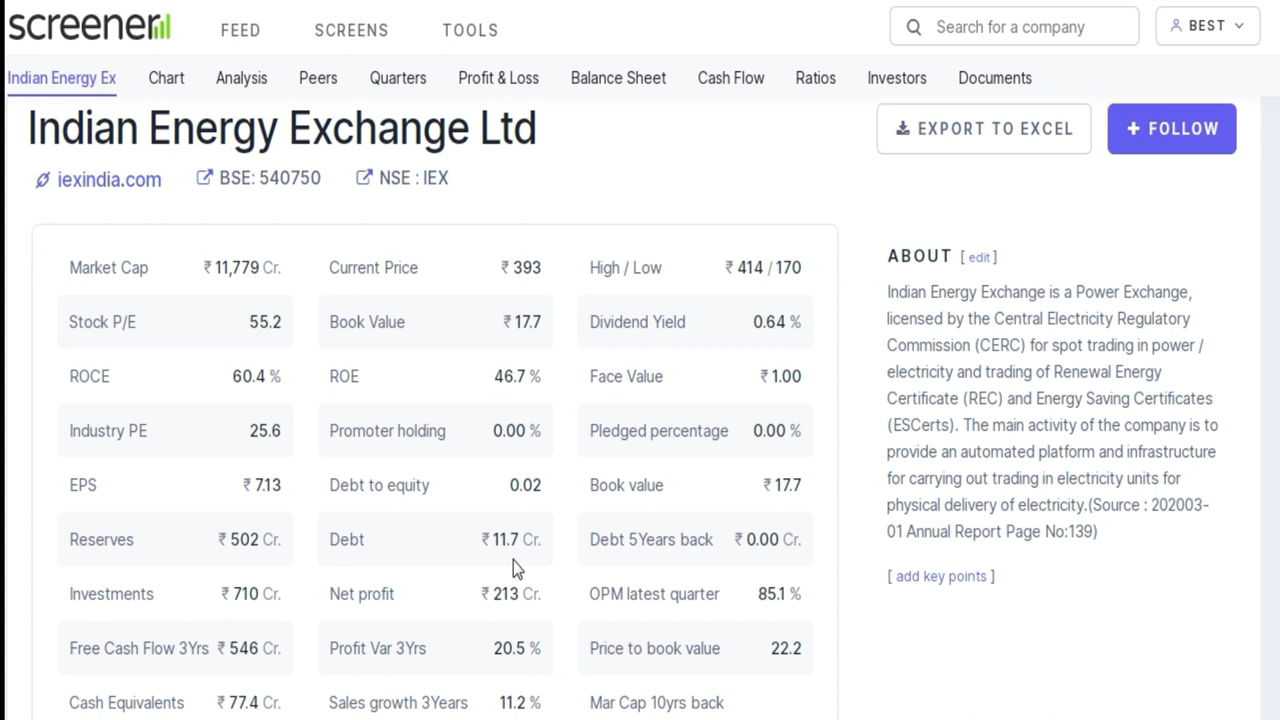 screener
FEED SCREENS TOOLS
Search for a company
BEST
Indian Energy Ex Chart Analysis Peers Quarters Profit & Loss Balance Sheet Cash Flow Ratios Investors Documents
Indian Energy Exchange Ltd
EXPORT TO EXCEL
+ FOLLOW
iexindia.com BSE: 540750 NSE : IEX
Market Cap ₹ 11,779 Cr. Current Price ₹ 393 High / Low ₹ 414 / 170
Stock P/E 55.2 Book Value ₹ 17.7 Dividend Yield 0.64 %
ROCE 60.4 % ROE 46.7 % Face Value ₹ 1.00
Industry PE 25.6 Promoter holding 0.00 % Pledged percentage 0.00 %
EPS ₹ 7.13 Debt to equity 0.02 Book value ₹ 17.7
Reserves ₹ 502 Cr. Debt ₹ 11.7 Cr. Debt 5Years back ₹ 0.00 Cr.
Investments ₹ 710 Cr. Net profit ₹ 213 Cr. OPM latest quarter 85.1 %
Free Cash Flow 3Yrs ₹ 546 Cr. Profit Var 3Yrs 20.5 % Price to book value 22.2
Cash Equivalents ₹ 77.4 Cr. Sales growth 3Years 11.2 % Mar Cap 10yrs back
ABOUT [ edit ]
Indian Energy Exchange is a Power Exchange,
licensed by the Central Electricity Regulatory
Commission (CERC) for spot trading in power /
electricity and trading of Renewal Energy
Certificate (REC) and Energy Saving Certificates
(ESCerts). The main activity of the company is to
provide an automated platform and infrastructure
for carrying out trading in electricity units for
physical delivery of electricity.(Source : 202003-
01 Annual Report Page No:139)
[ add key points ]